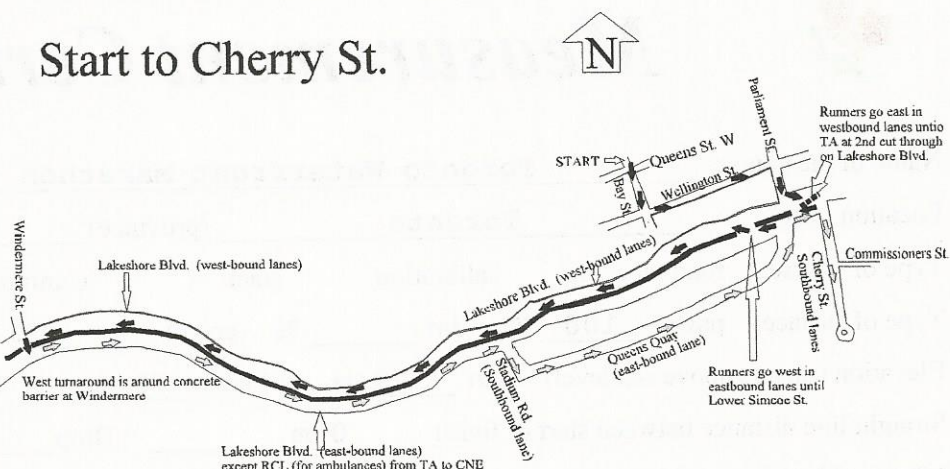 Start to Cherry St.
N
Runners go east in
westbound lanes untio
TA at 2nd cut through
on Lakeshore Blvd.
Parliament St.
START
Queens St. W
Bay St.
Wellington St.
Commissioners St.
Cherry St.
Southbound lanes
Windermere St.
Lakeshore Blvd. (west-bound lanes)
Lakeshore Blvd. (west-bound lanes)
Queens Quay
(east-bound lane)
Stadium Rd.
(Southbound lane)
Runners go west in
eastbound lanes until
Lower Simcoe St.
West turnaround is around concrete
barrier at Windermere
Lakeshore Blvd. (east-bound lanes)
except RCL (for ambulances) from TA to CNE